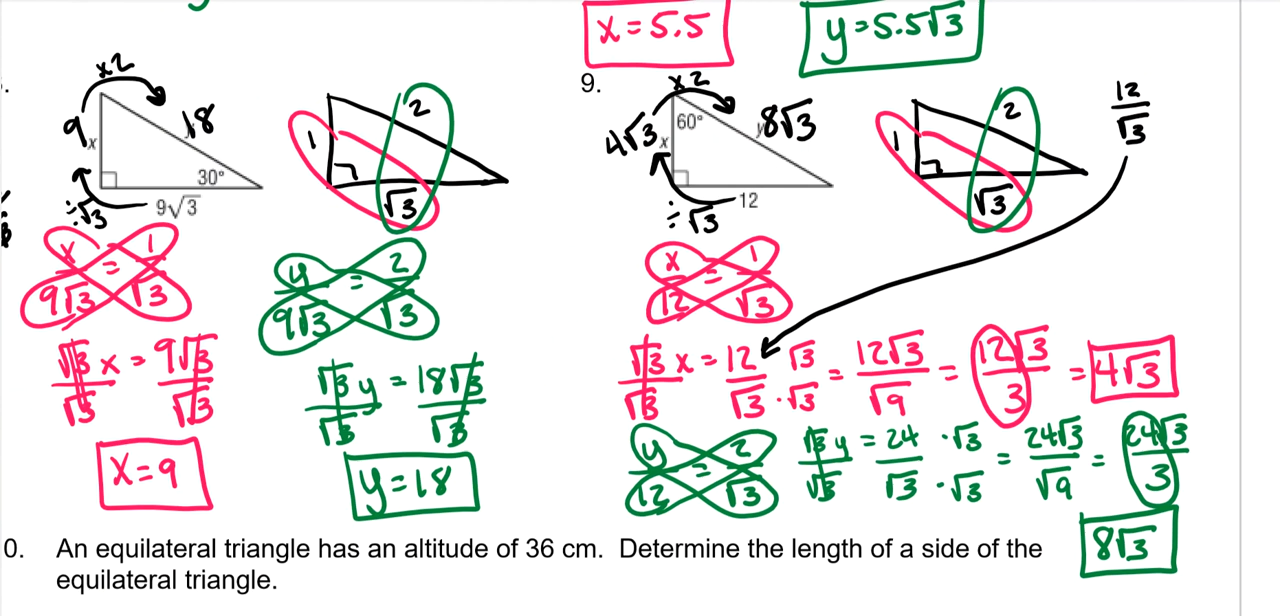 x = 5.5
y = 5.5√3
x2
9
x
18
30°
9√3
÷√3
1
2
√3
x/9√3 = 1/√3
√3 x/√3 = 9√3/√3
x = 9
y/9√3 = 2/√3
√3 y/√3 = 18√3/√3
y = 18
9.
x2
60°
4√3
x
y
8√3
12
÷√3
1
2
√3
12/√3
x/12 = 1/√3
√3 x/√3 = 12/√3 · √3/√3 = 12√3/√9 = 12√3/3 = 4√3
y/12 = 2/√3
√3 y/√3 = 24/√3 · √3/√3 = 24√3/√9 = 24√3/3
8√3
0. An equilateral triangle has an altitude of 36 cm. Determine the length of a side of the
equilateral triangle.